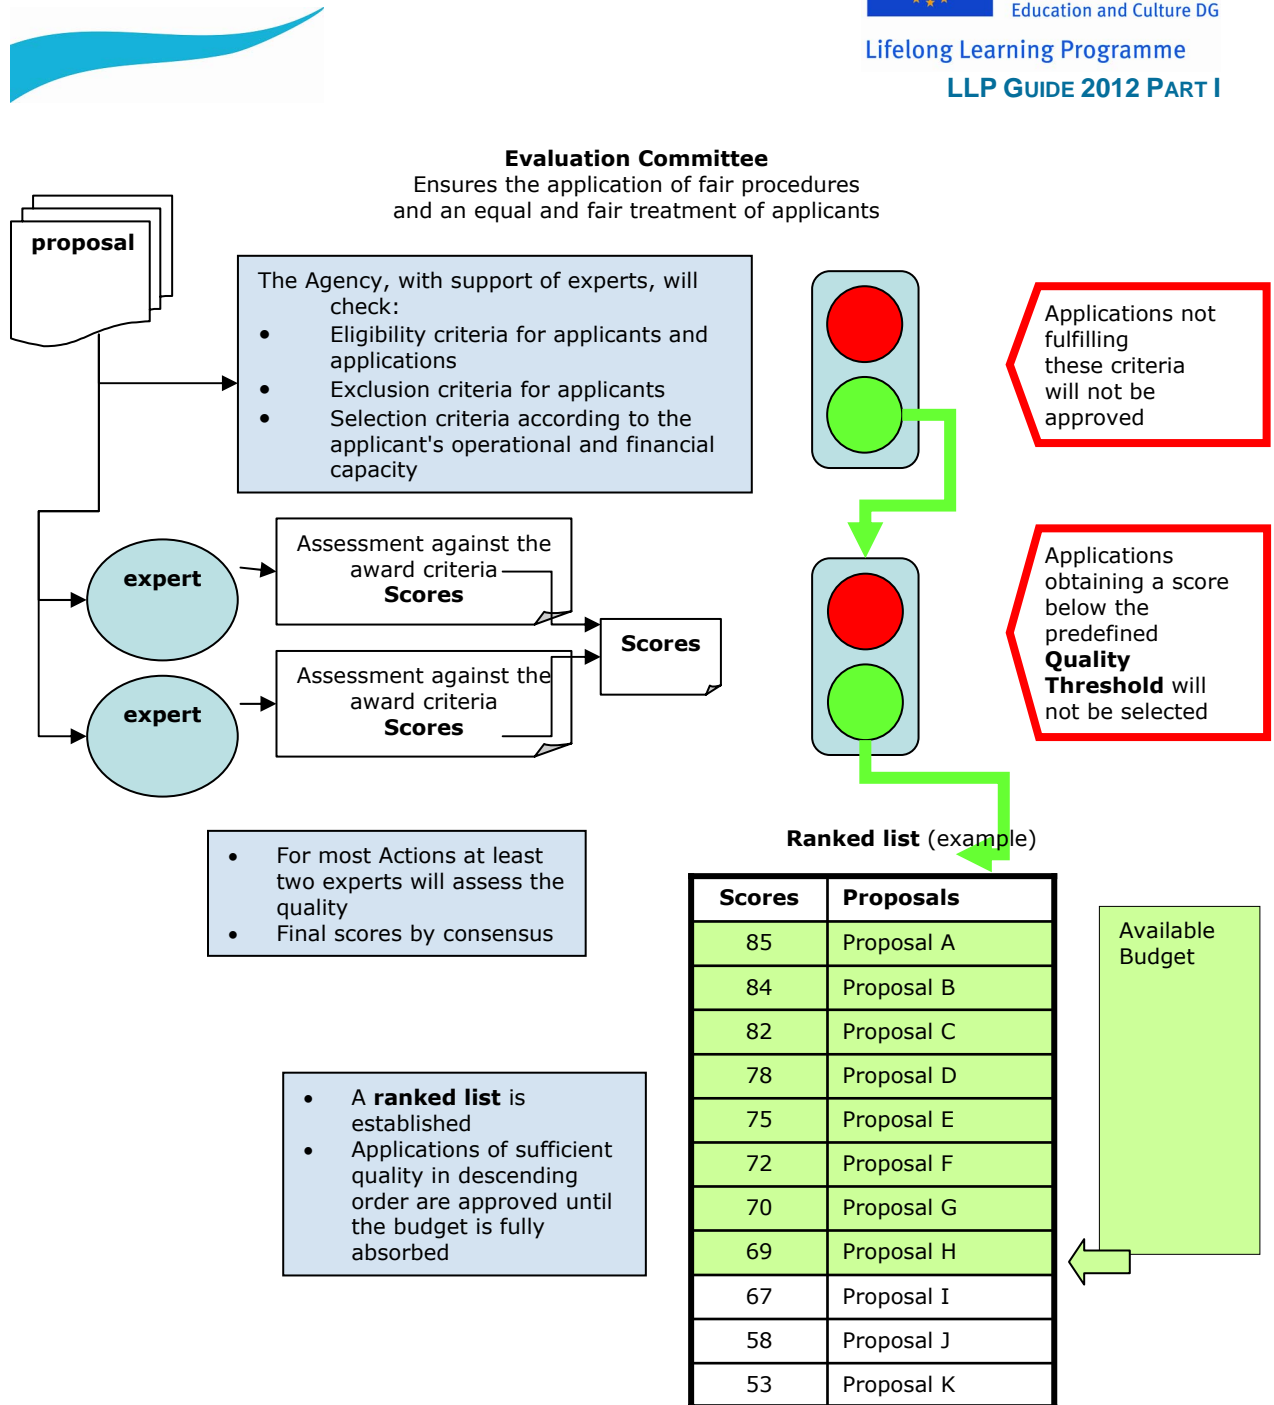 Education and Culture DG
Lifelong Learning Programme
LLP GUIDE 2012 PART I
Evaluation Committee
Ensures the application of fair procedures
and an equal and fair treatment of applicants
proposal
The Agency, with support of experts, will
check:
• Eligibility criteria for applicants and
applications
• Exclusion criteria for applicants
• Selection criteria according to the
applicant's operational and financial
capacity
Applications not
fulfilling
these criteria
will not be
approved
expert
Assessment against the
award criteria
Scores
expert
Assessment against the
award criteria
Scores
Scores
Applications
obtaining a score
below the
predefined
Quality
Threshold will
not be selected
• For most Actions at least
two experts will assess the
quality
• Final scores by consensus
Ranked list (example)
Scores Proposals
85 Proposal A
84 Proposal B
82 Proposal C
78 Proposal D
75 Proposal E
72 Proposal F
70 Proposal G
69 Proposal H
67 Proposal I
58 Proposal J
53 Proposal K
Available
Budget
• A ranked list is
established
• Applications of sufficient
quality in descending
order are approved until
the budget is fully
absorbed